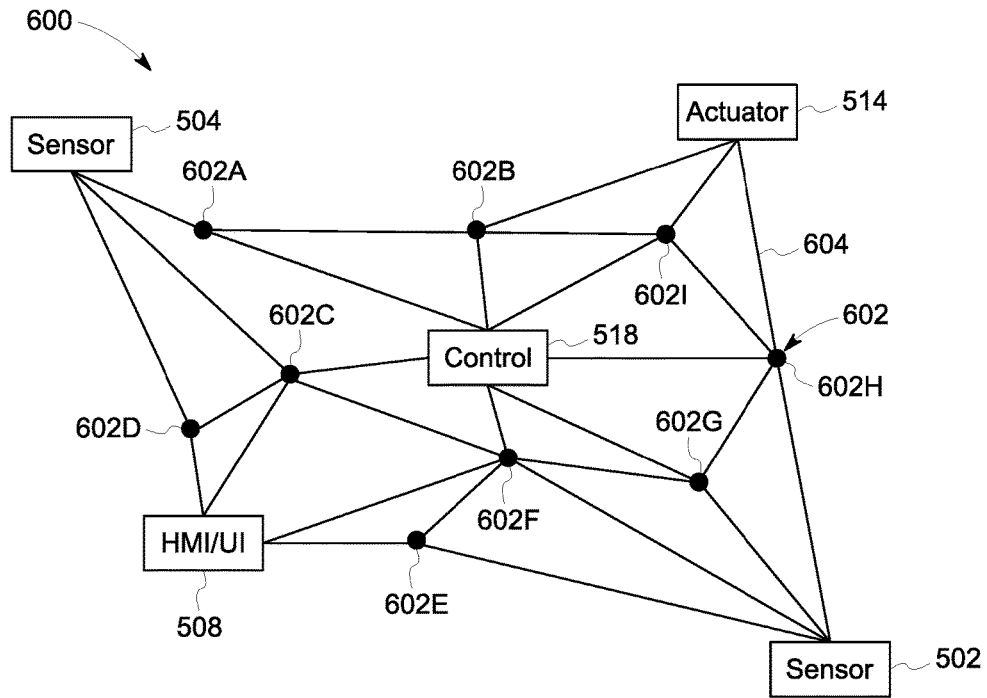 600
Sensor
504
Actuator
514
602A
602B
604
602I
602C
518
602
Control
602H
602D
602G
602F
HMI/UI
602E
508
Sensor
502